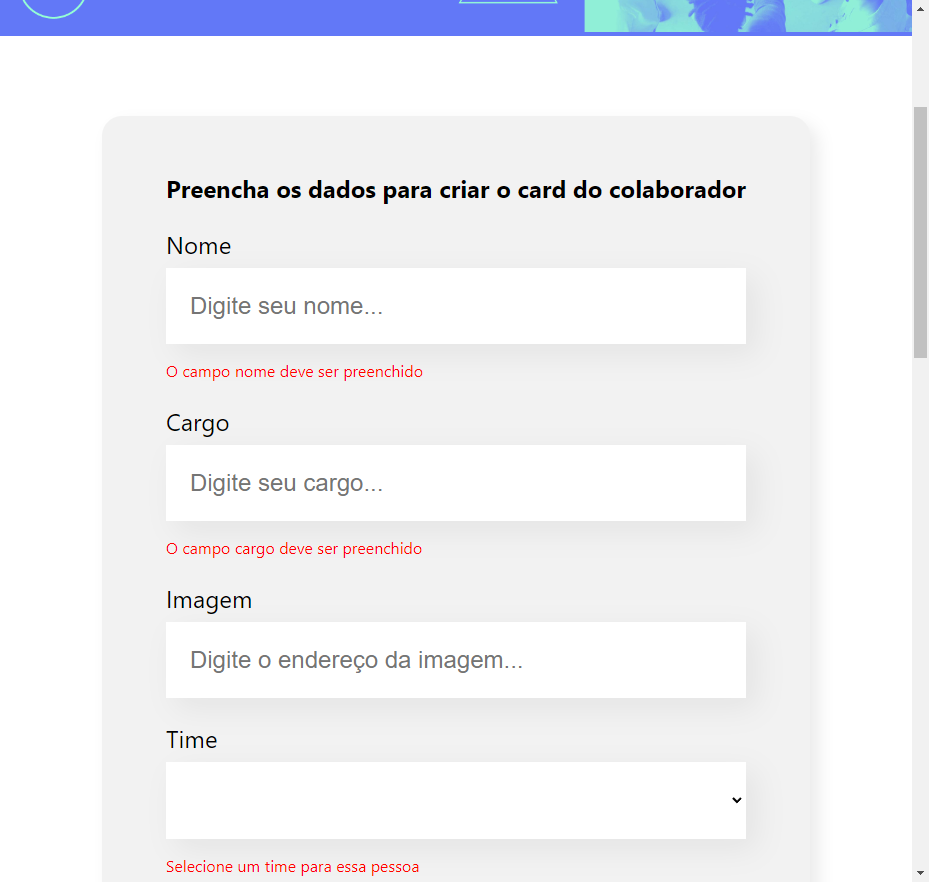 Preencha os dados para criar o card do colaborador
Nome
Digite seu nome...
O campo nome deve ser preenchido
Cargo
Digite seu cargo...
O campo cargo deve ser preenchido
Imagem
Digite o endereço da imagem...
Time
Selecione um time para essa pessoa